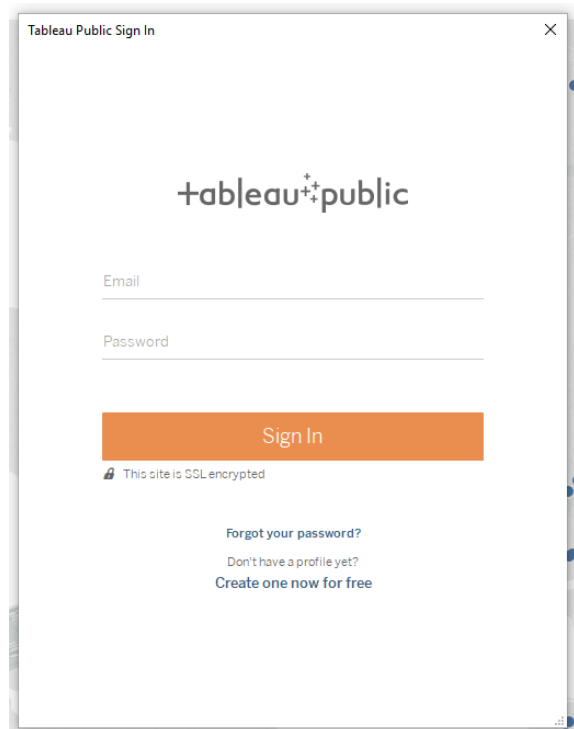 Tableau Public Sign In
tableau public
Email
Password
Sign In
This site is SSL encrypted
Forgot your password?
Don't have a profile yet?
Create one now for free